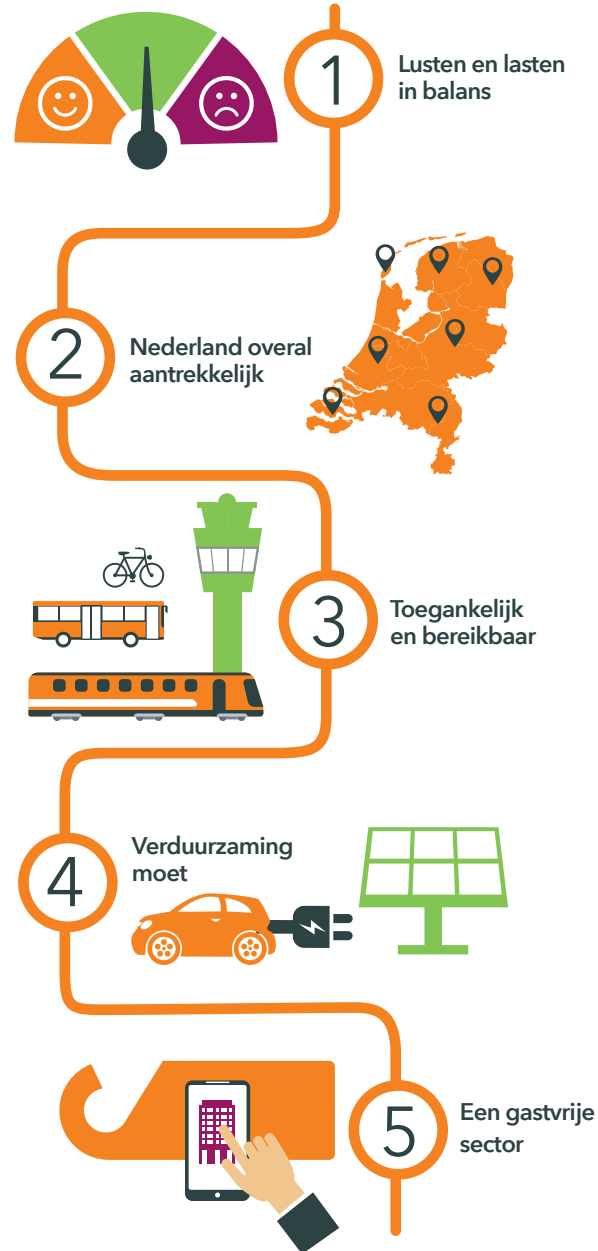 1
Lusten en lasten
in balans
2
Nederland overal
aantrekkelijk
3
Toegankelijk
en bereikbaar
4
Verduurzaming
moet
5
Een gastvrije
sector